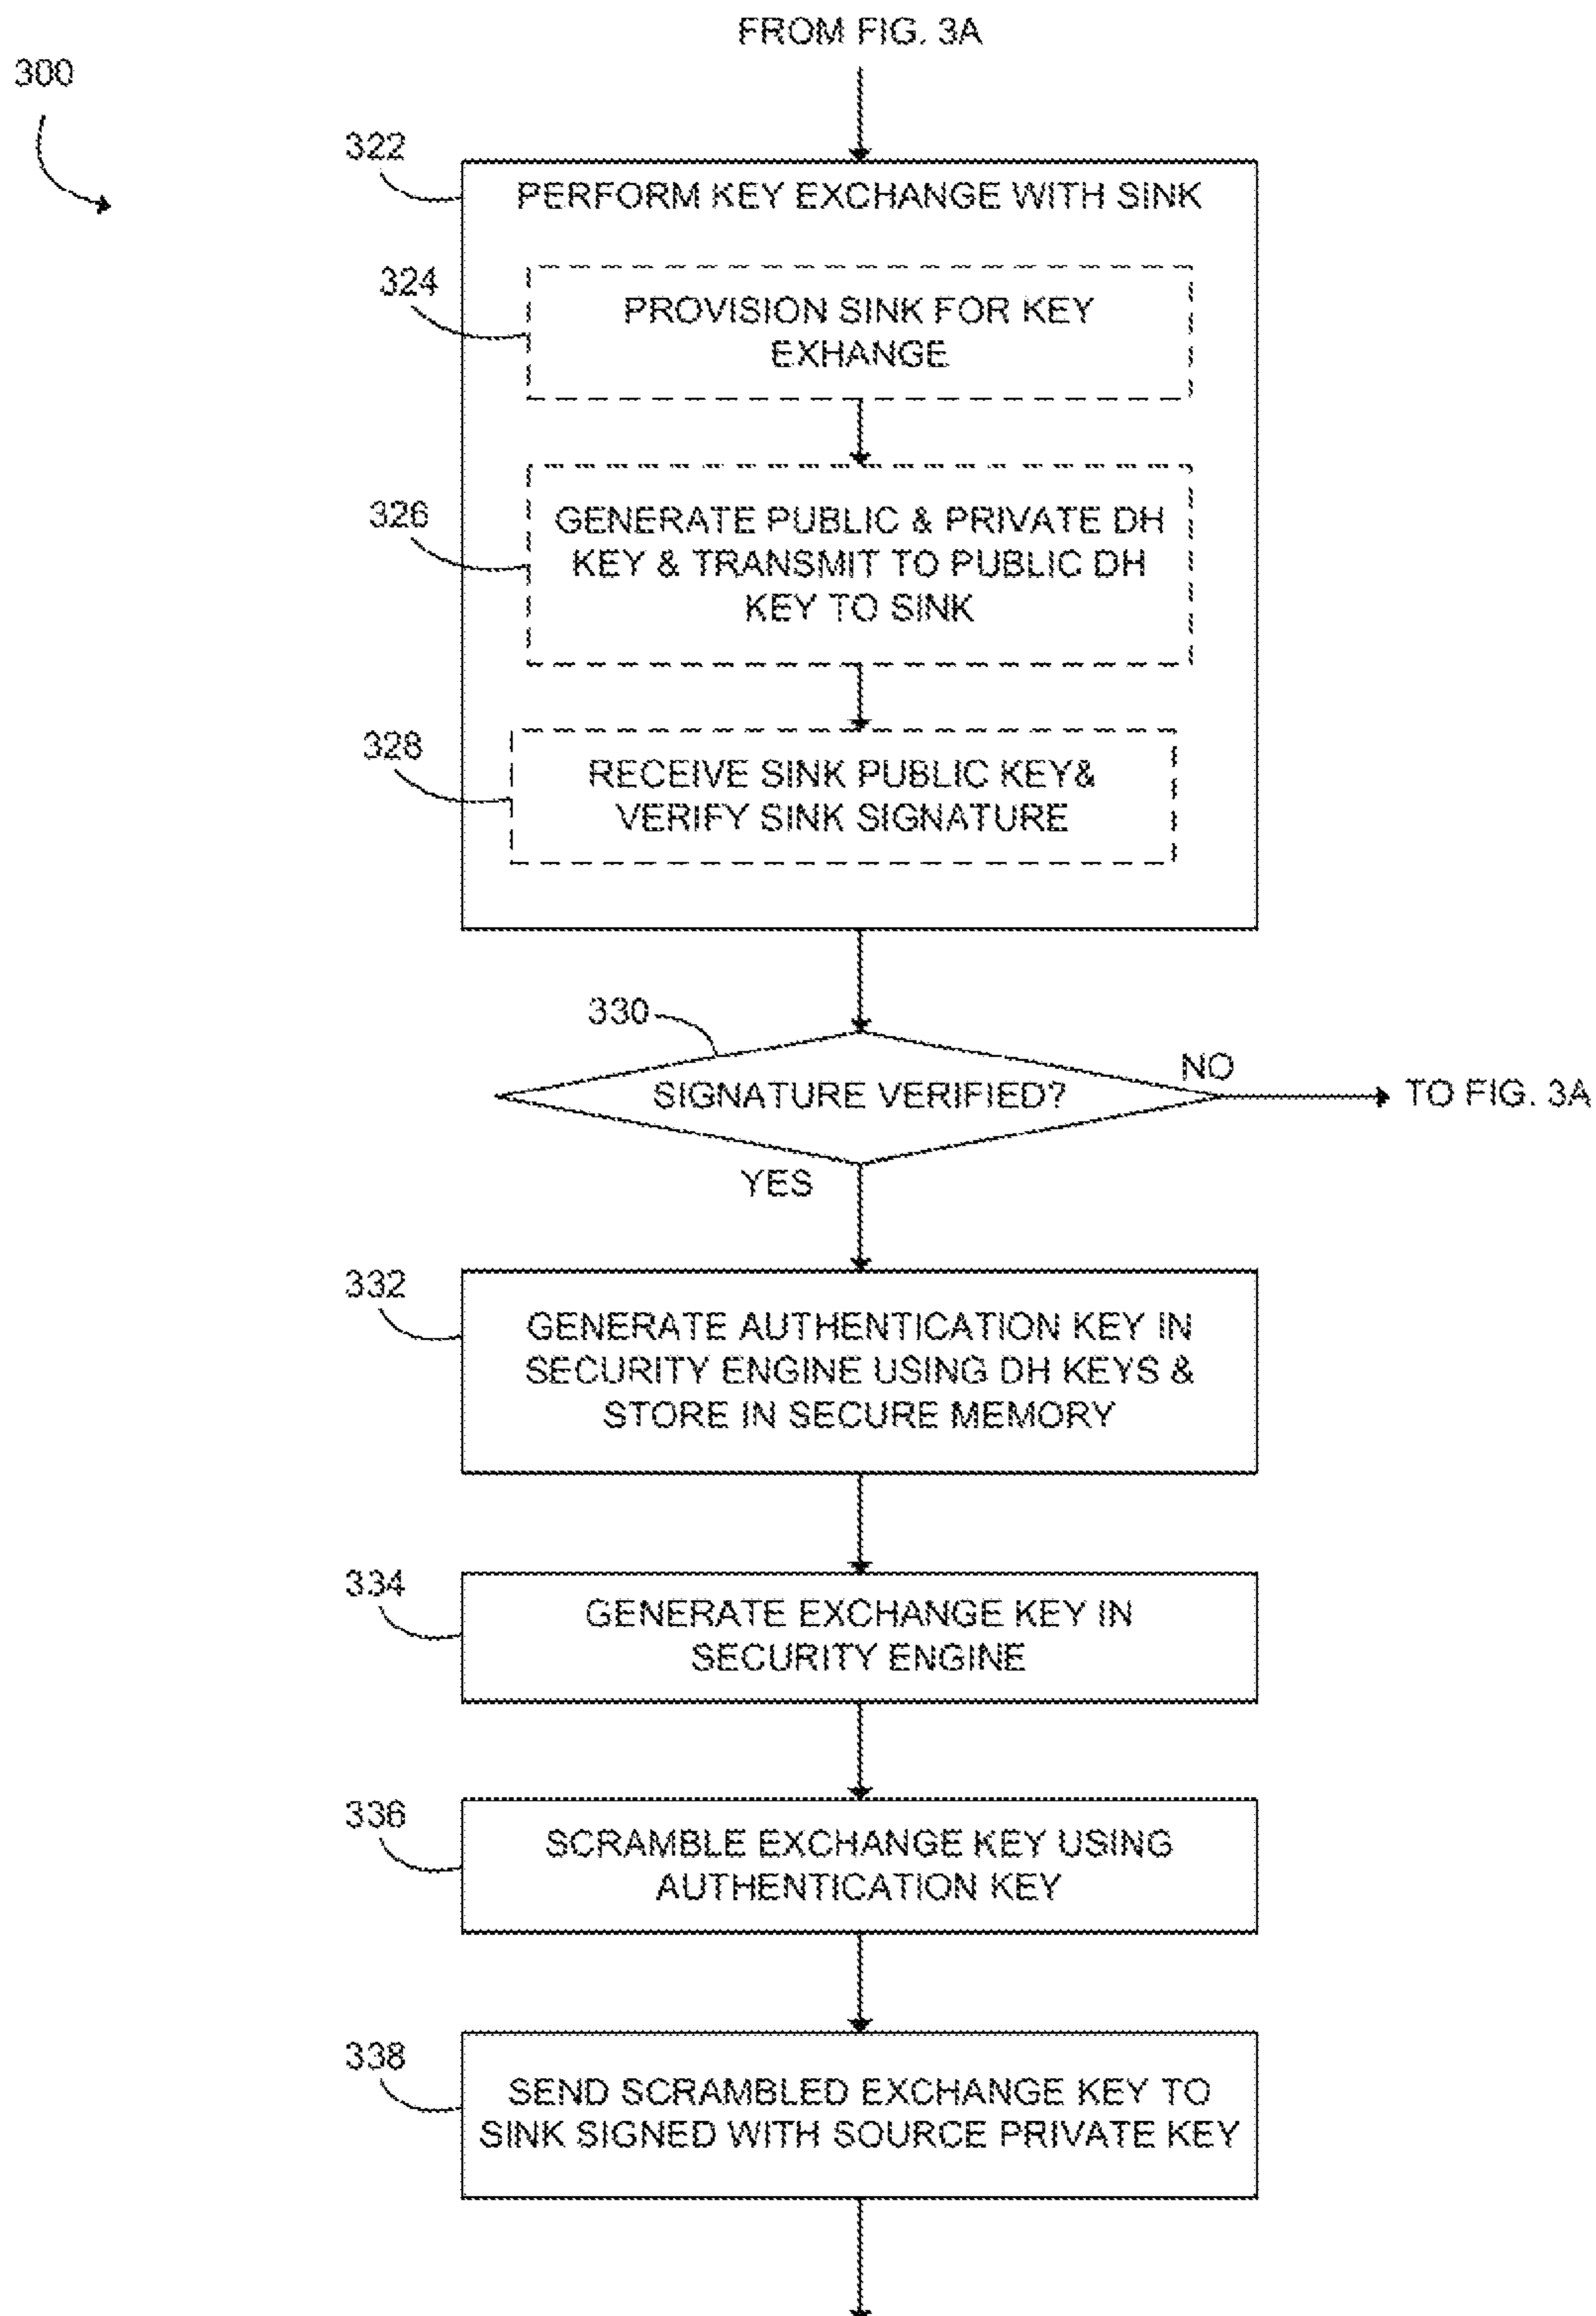 FROM FIG. 3A
300
322
PERFORM KEY EXCHANGE WITH SINK
324
PROVISION SINK FOR KEY
EXHANGE
326
GENERATE PUBLIC & PRIVATE DH
KEY & TRANSMIT TO PUBLIC DH
KEY TO SINK
328
RECEIVE SINK PUBLIC KEY&
VERIFY SINK SIGNATURE
330
SIGNATURE VERIFIED?
NO
TO FIG. 3A
YES
332
GENERATE AUTHENTICATION KEY IN
SECURITY ENGINE USING DH KEYS &
STORE IN SECURE MEMORY
334
GENERATE EXCHANGE KEY IN
SECURITY ENGINE
336
SCRAMBLE EXCHANGE KEY USING
AUTHENTICATION KEY
338
SEND SCRAMBLED EXCHANGE KEY TO
SINK SIGNED WITH SOURCE PRIVATE KEY